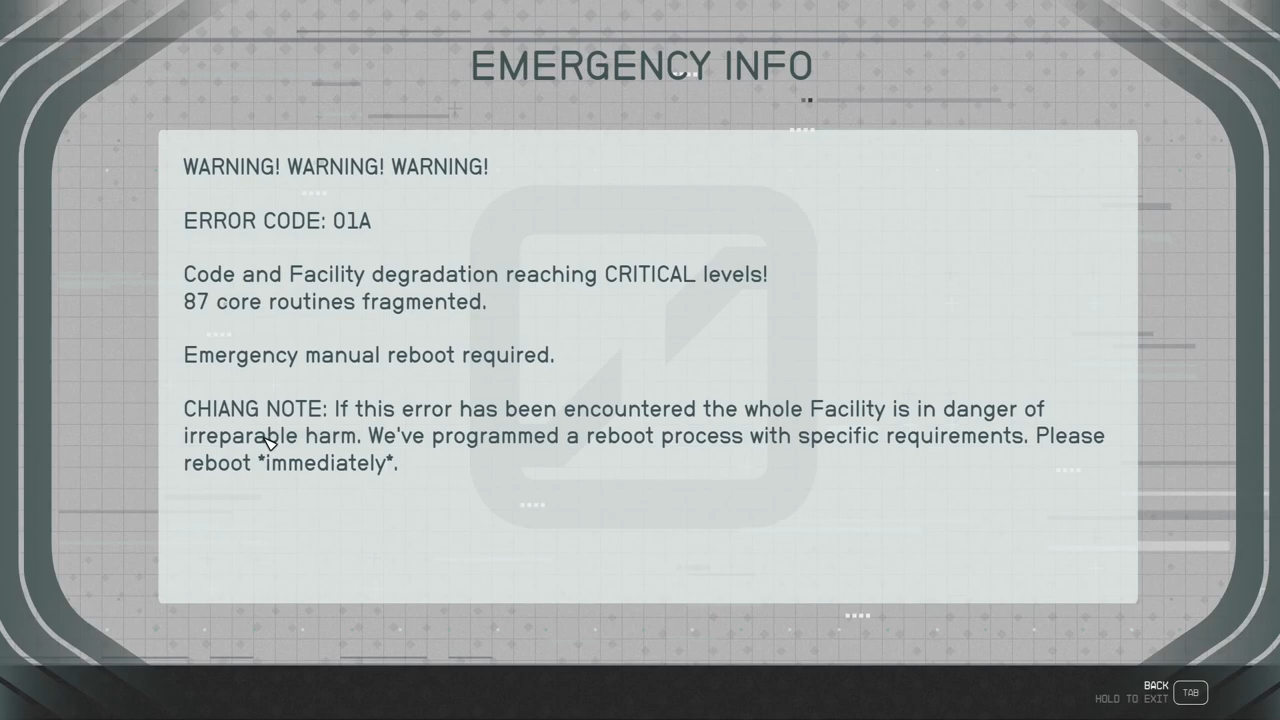 EMERGENCY INFO
WARNING! WARNING! WARNING!
ERROR CODE: 01A
Code and Facility degradation reaching CRITICAL levels!
87 core routines fragmented.
Emergency manual reboot required.
CHIANG NOTE: If this error has been encountered the whole Facility is in danger of
irreparable harm. We've programmed a reboot process with specific requirements. Please
reboot *immediately*.
BACK
HOLD TO EXIT TAB